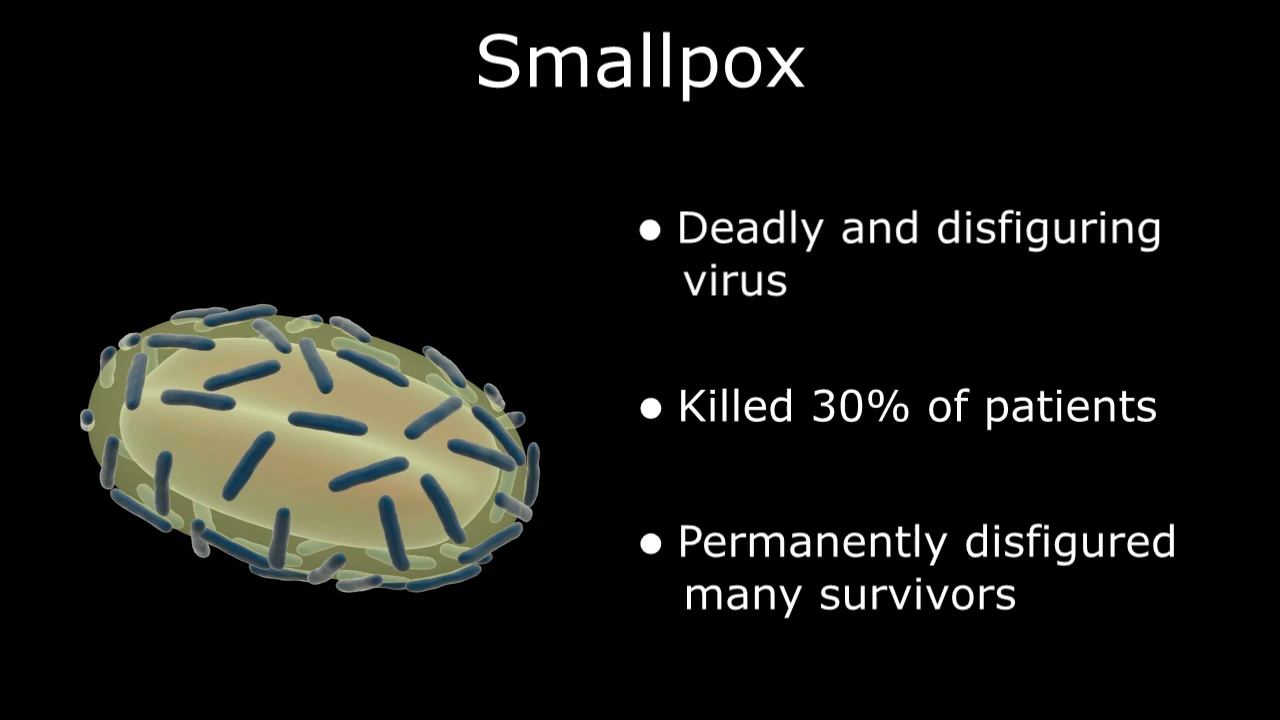 Smallpox
• Deadly and disfiguring
virus
• Killed 30% of patients
• Permanently disfigured
many survivors